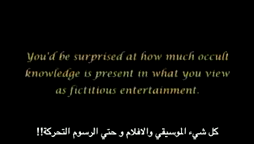 You'd be surprised at how much occult
knowledge is present in what you view
as fictitious entertainment.
كل شيء الموسيقي والافلام و حتي الرسوم التحركة!!